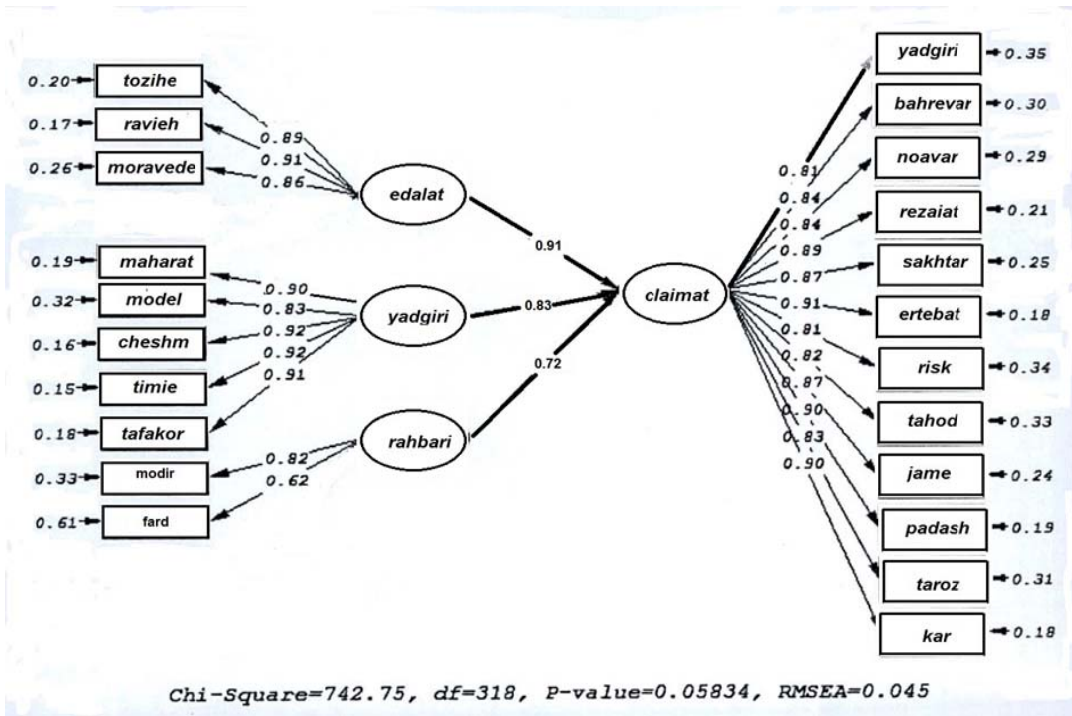 0.20 tozihe
0.17 ravieh
0.26 moravede
0.89
0.91
0.86
edalat
0.91
0.19 maharat
0.32 model
0.16 cheshm
0.15 timie
0.18 tafakor
0.90
0.83
0.92
0.92
0.91
yadgiri
0.83
0.33 modir
0.61 fard
0.82
0.62
rahbari
0.72
claimat
0.81
0.84
0.84
0.89
0.87
0.91
0.81
0.82
0.87
0.90
0.83
0.90
yadgiri 0.35
bahrevar 0.30
noavar 0.29
rezaiat 0.21
sakhtar 0.25
ertebat 0.18
risk 0.34
tahod 0.33
jame 0.24
padash 0.19
taroz 0.31
kar 0.18
Chi-Square=742.75, df=318, P-value=0.05834, RMSEA=0.045